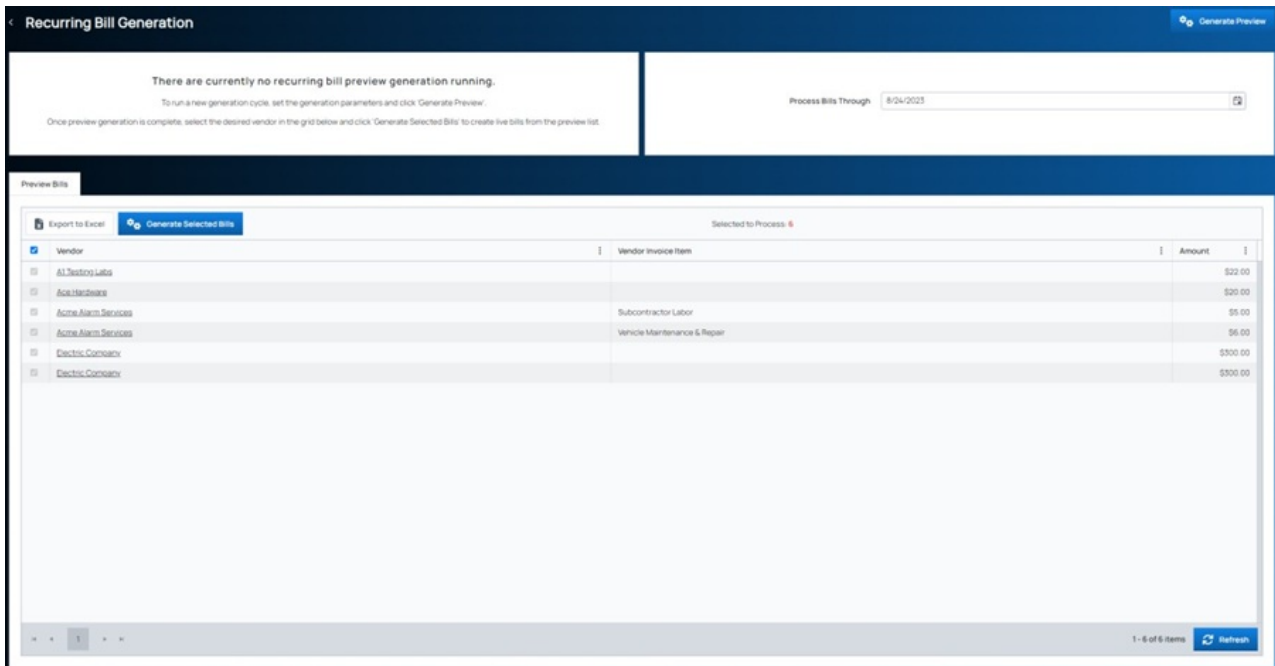 Recurring Bill Generation
Generate Preview
There are currently no recurring bill preview generation running.
To run a new generation cycle, set the generation parameters and click 'Generate Preview'.
Once preview generation is complete, select the desired vendor in the grid below and click 'Generate Selected Bills' to create live bills from the preview list.
Process Bills Through 8/24/2023
Preview Bills
Export to Excel Generate Selected Bills Selected to Process: 6
Vendor Vendor Invoice Item Amount
A1 Testing Labs $22.00
Ace Hardware $20.00
Acme Alarm Services Subcontractor Labor $5.00
Acme Alarm Services Vehicle Maintenance & Repair $6.00
Electric Company $300.00
Electric Company $300.00
1 1 - 6 of 6 items Refresh